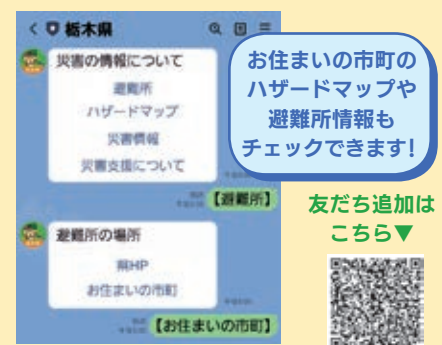 栃木県
災害の情報について
避難所
ハザードマップ
災害情報
災害支援について
【避難所】
避難所の場所
県HP
お住まいの市町
【お住まいの市町】
お住まいの市町の
ハザードマップや
避難所情報も
チェックできます!
友だち追加は
こちら▼